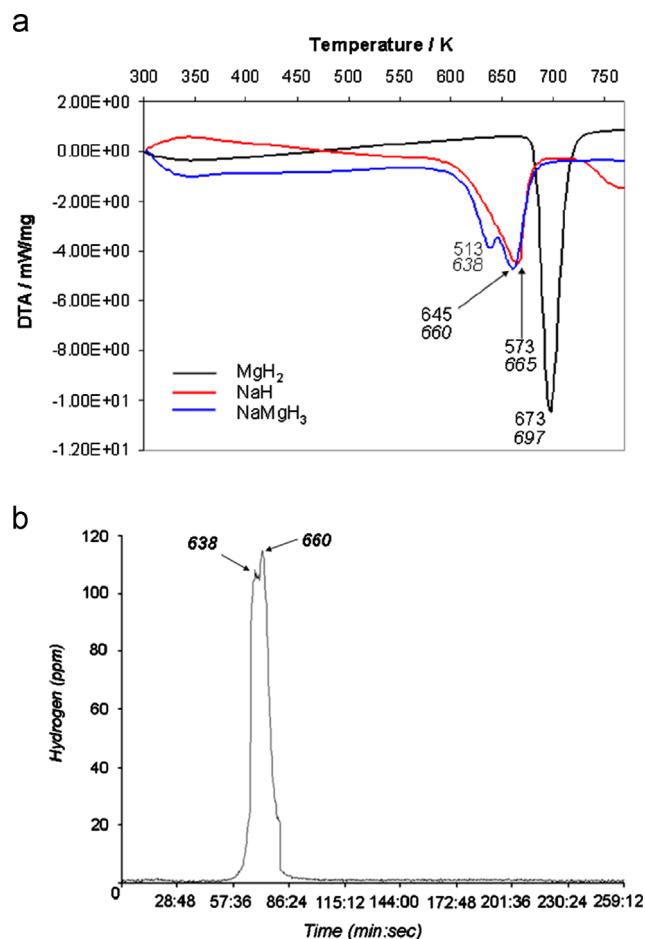 a
Temperature / K
300 350 400 450 500 550 600 650 700 750
2.00E+00
0.00E+00
-2.00E+00
-4.00E+00
-6.00E+00
-8.00E+00
-1.00E+01
-1.20E+01
DTA / mW/mg
513
638
645
660
573
665
673
697
MgH₂
NaH
NaMgH₃
b
120
100
80
60
40
20
0
Hydrogen (ppm)
638
660
28:48 57:36 86:24 115:12 144:00 172:48 201:36 230:24 259:12
Time (min:sec)